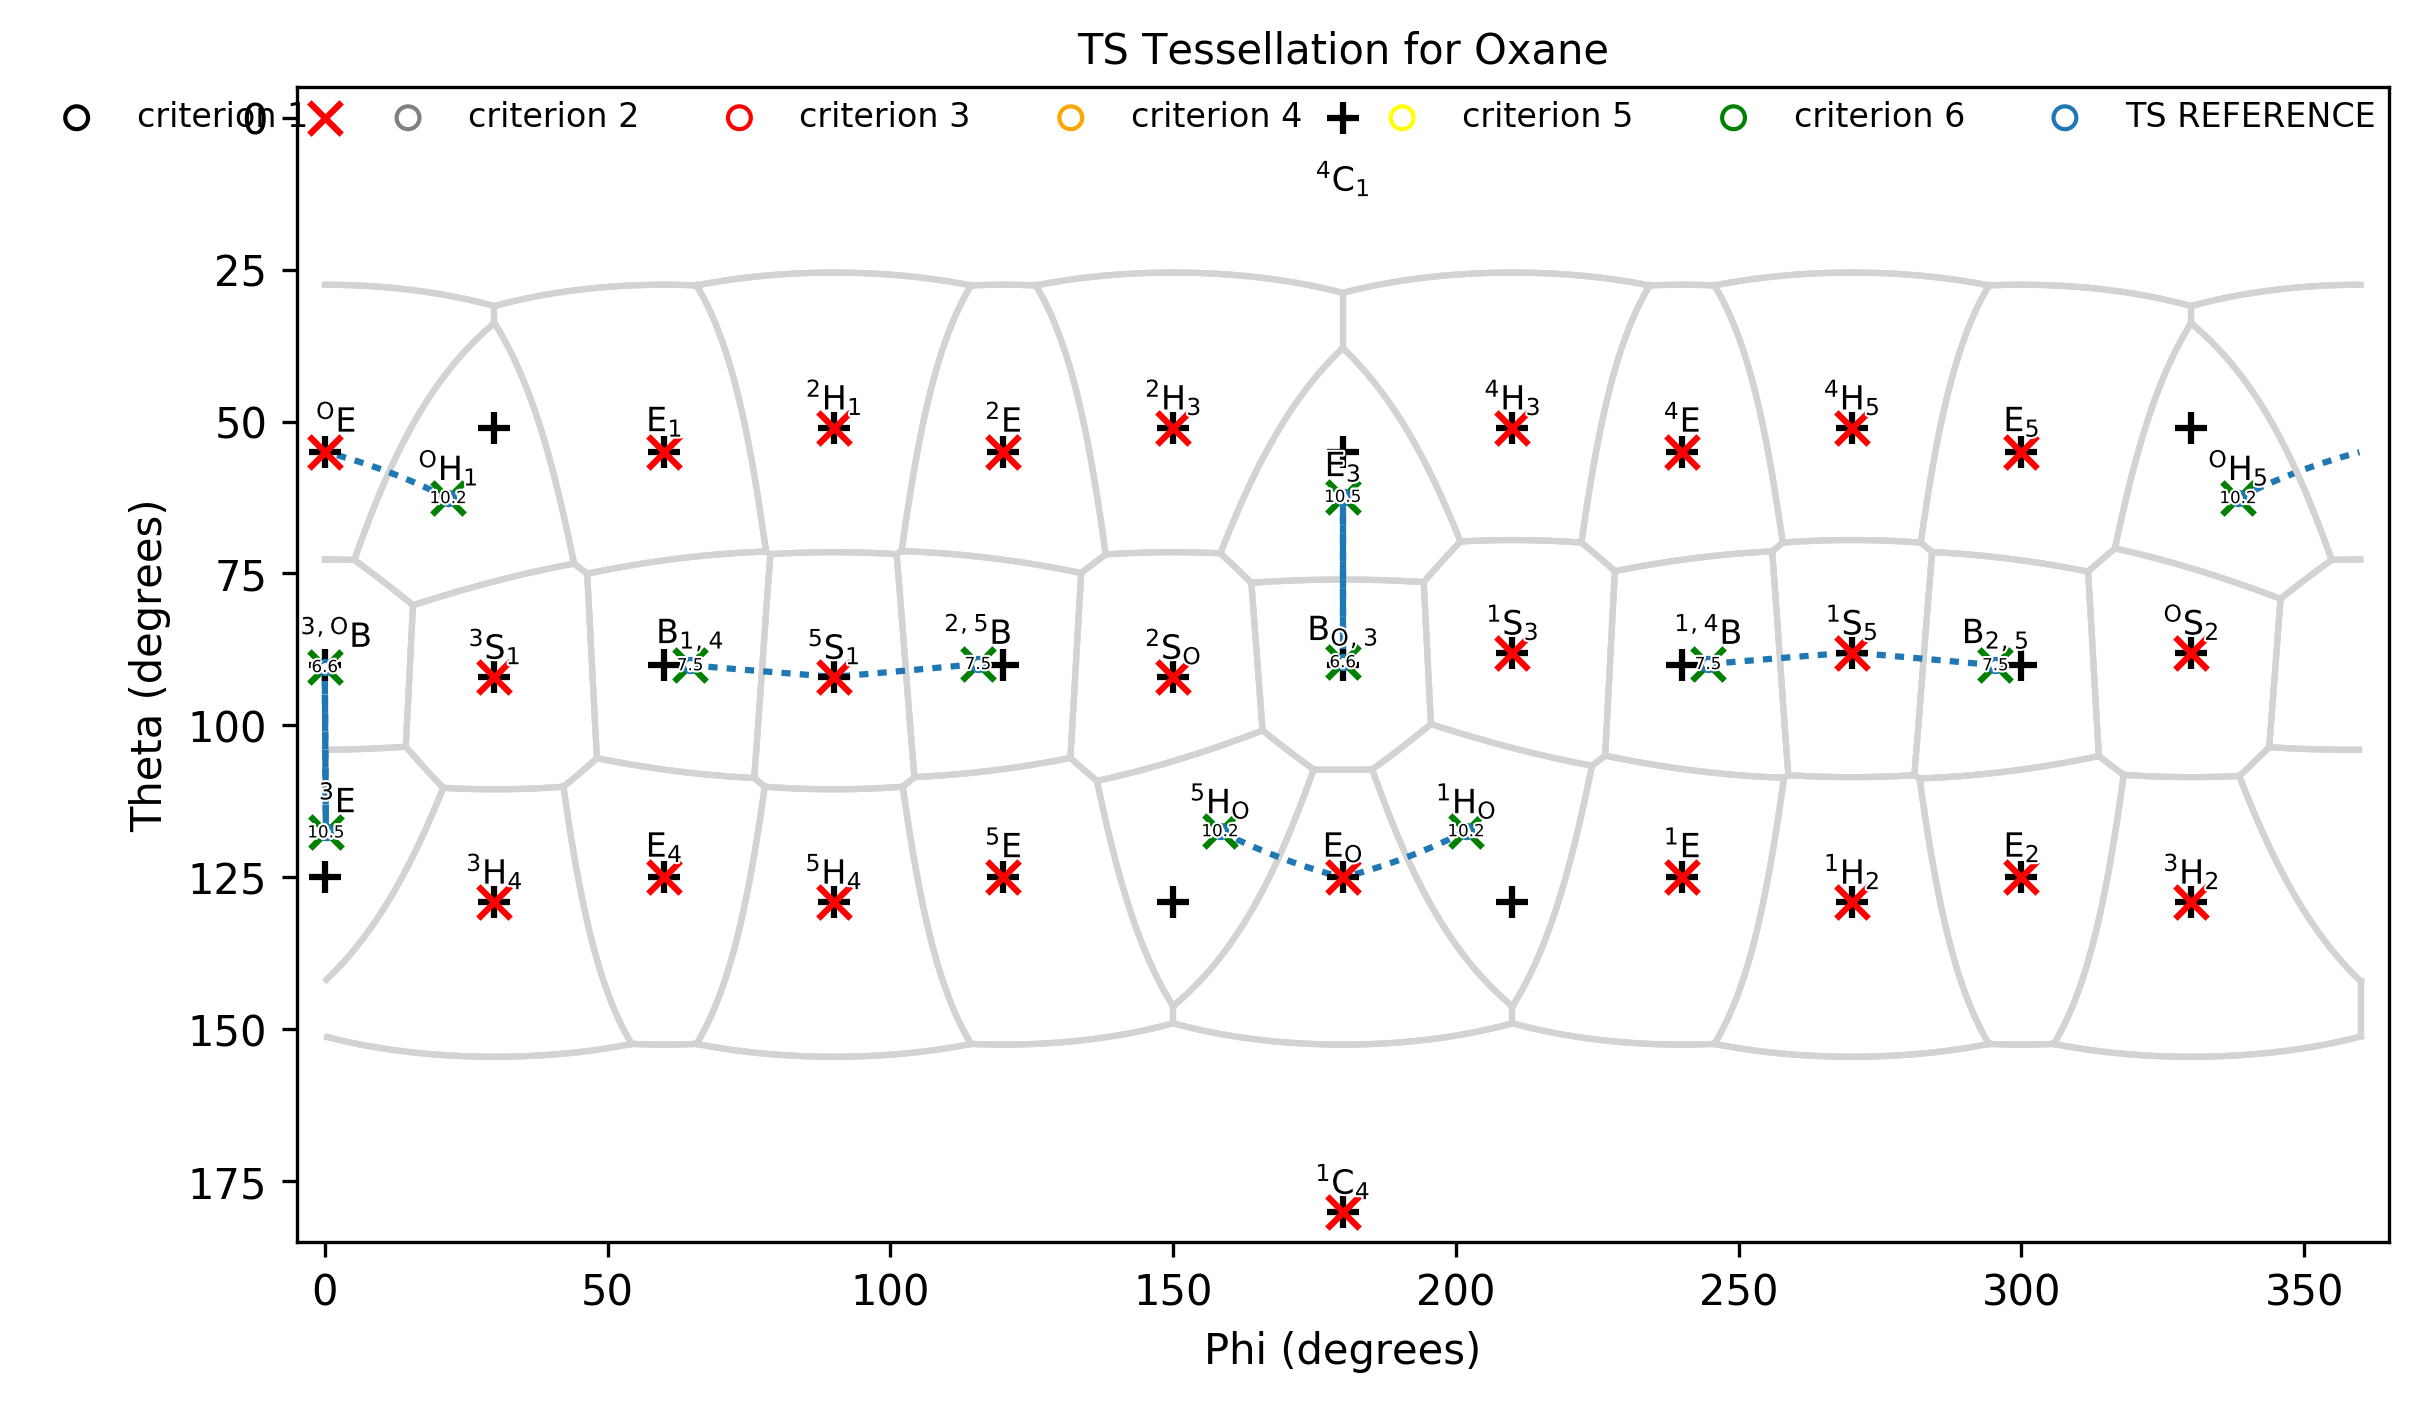 TS Tessellation for Oxane
criterion 1 criterion 2 criterion 3 criterion 4 criterion 5 criterion 6 TS REFERENCE
0
⁴C₁
25
²H₁ ²H₃ ⁴H₃ ⁴H₅
ᴼE E₁ ²E ⁴E E₅
50
ᴼH₁ E₃ ᴼH₅
10.2 10.5 10.2
75
³,ᴼB ³S₁ B₁,₄ ⁵S₁ ²,⁵B ²S_O B_O,₃ ¹S₃ ¹,⁴B ¹S₅ B₂,₅ ᴼS₂
6.6 7.5 7.5 6.6 7.5 7.5
100
³E ⁵H_O ¹H_O
10.5 10.2 10.2
E₄ ⁵E E_O ¹E E₂
³H₄ ⁵H₄ ¹H₂ ³H₂
125
150
¹C₄
175
0 50 100 150 200 250 300 350
Theta (degrees)
Phi (degrees)